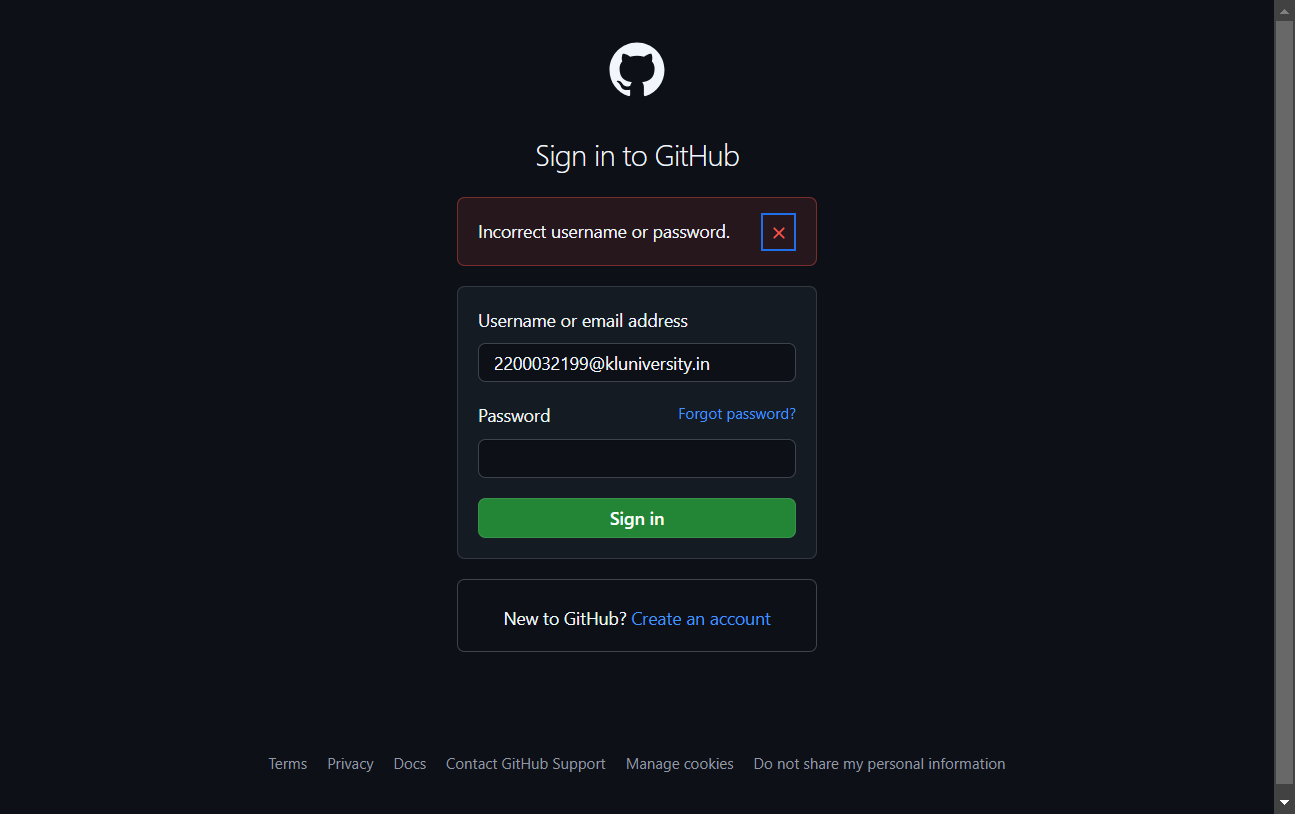 Sign in to GitHub
Incorrect username or password.
Username or email address
2200032199@kluniversity.in
Password Forgot password?
Sign in
New to GitHub? Create an account
Terms Privacy Docs Contact GitHub Support Manage cookies Do not share my personal information